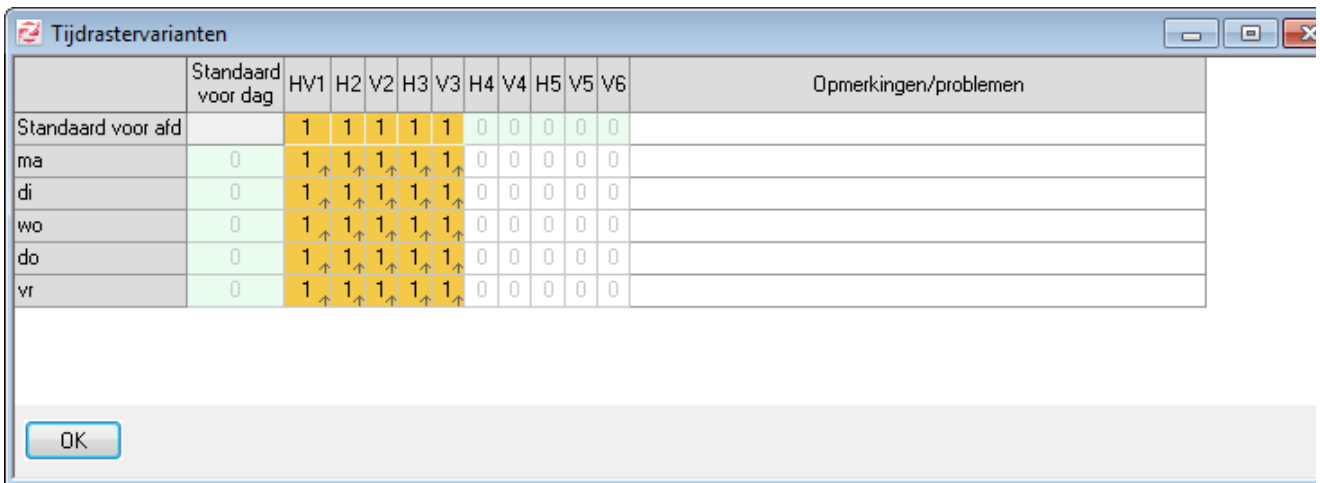 Tijdrastervarianten
Standaard voor dag HV1 H2 V2 H3 V3 H4 V4 H5 V5 V6 Opmerkingen/problemen
Standaard voor afd 1 1 1 1 1 0 0 0 0 0
ma 0 1 1 1 1 1 0 0 0 0 0
di 0 1 1 1 1 1 0 0 0 0 0
wo 0 1 1 1 1 1 0 0 0 0 0
do 0 1 1 1 1 1 0 0 0 0 0
vr 0 1 1 1 1 1 0 0 0 0 0
OK